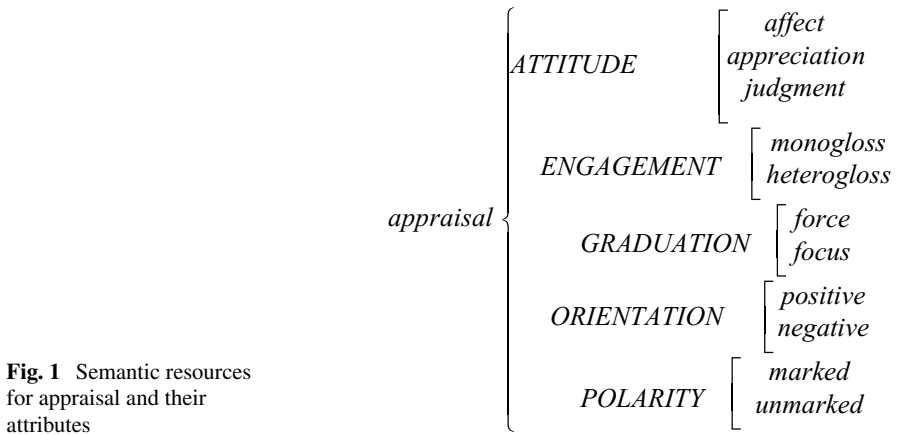 affect
ATTITUDE appreciation
judgment
monogloss
ENGAGEMENT heterogloss
appraisal
force
GRADUATION focus
positive
ORIENTATION negative
marked
POLARITY unmarked
Fig. 1 Semantic resources
for appraisal and their
attributes